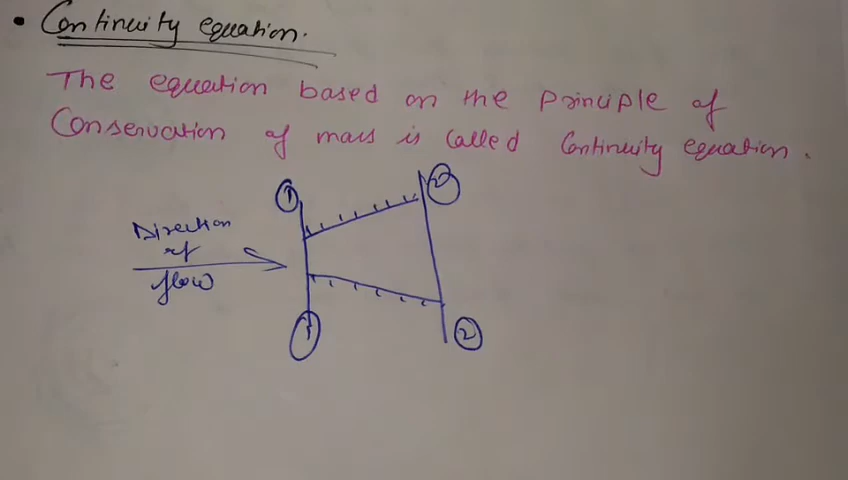 • Continuity equation.
The equation based on the principle of
Conservation of mass is called Continuity equation.
1
2
Direction
of
flow
1
2